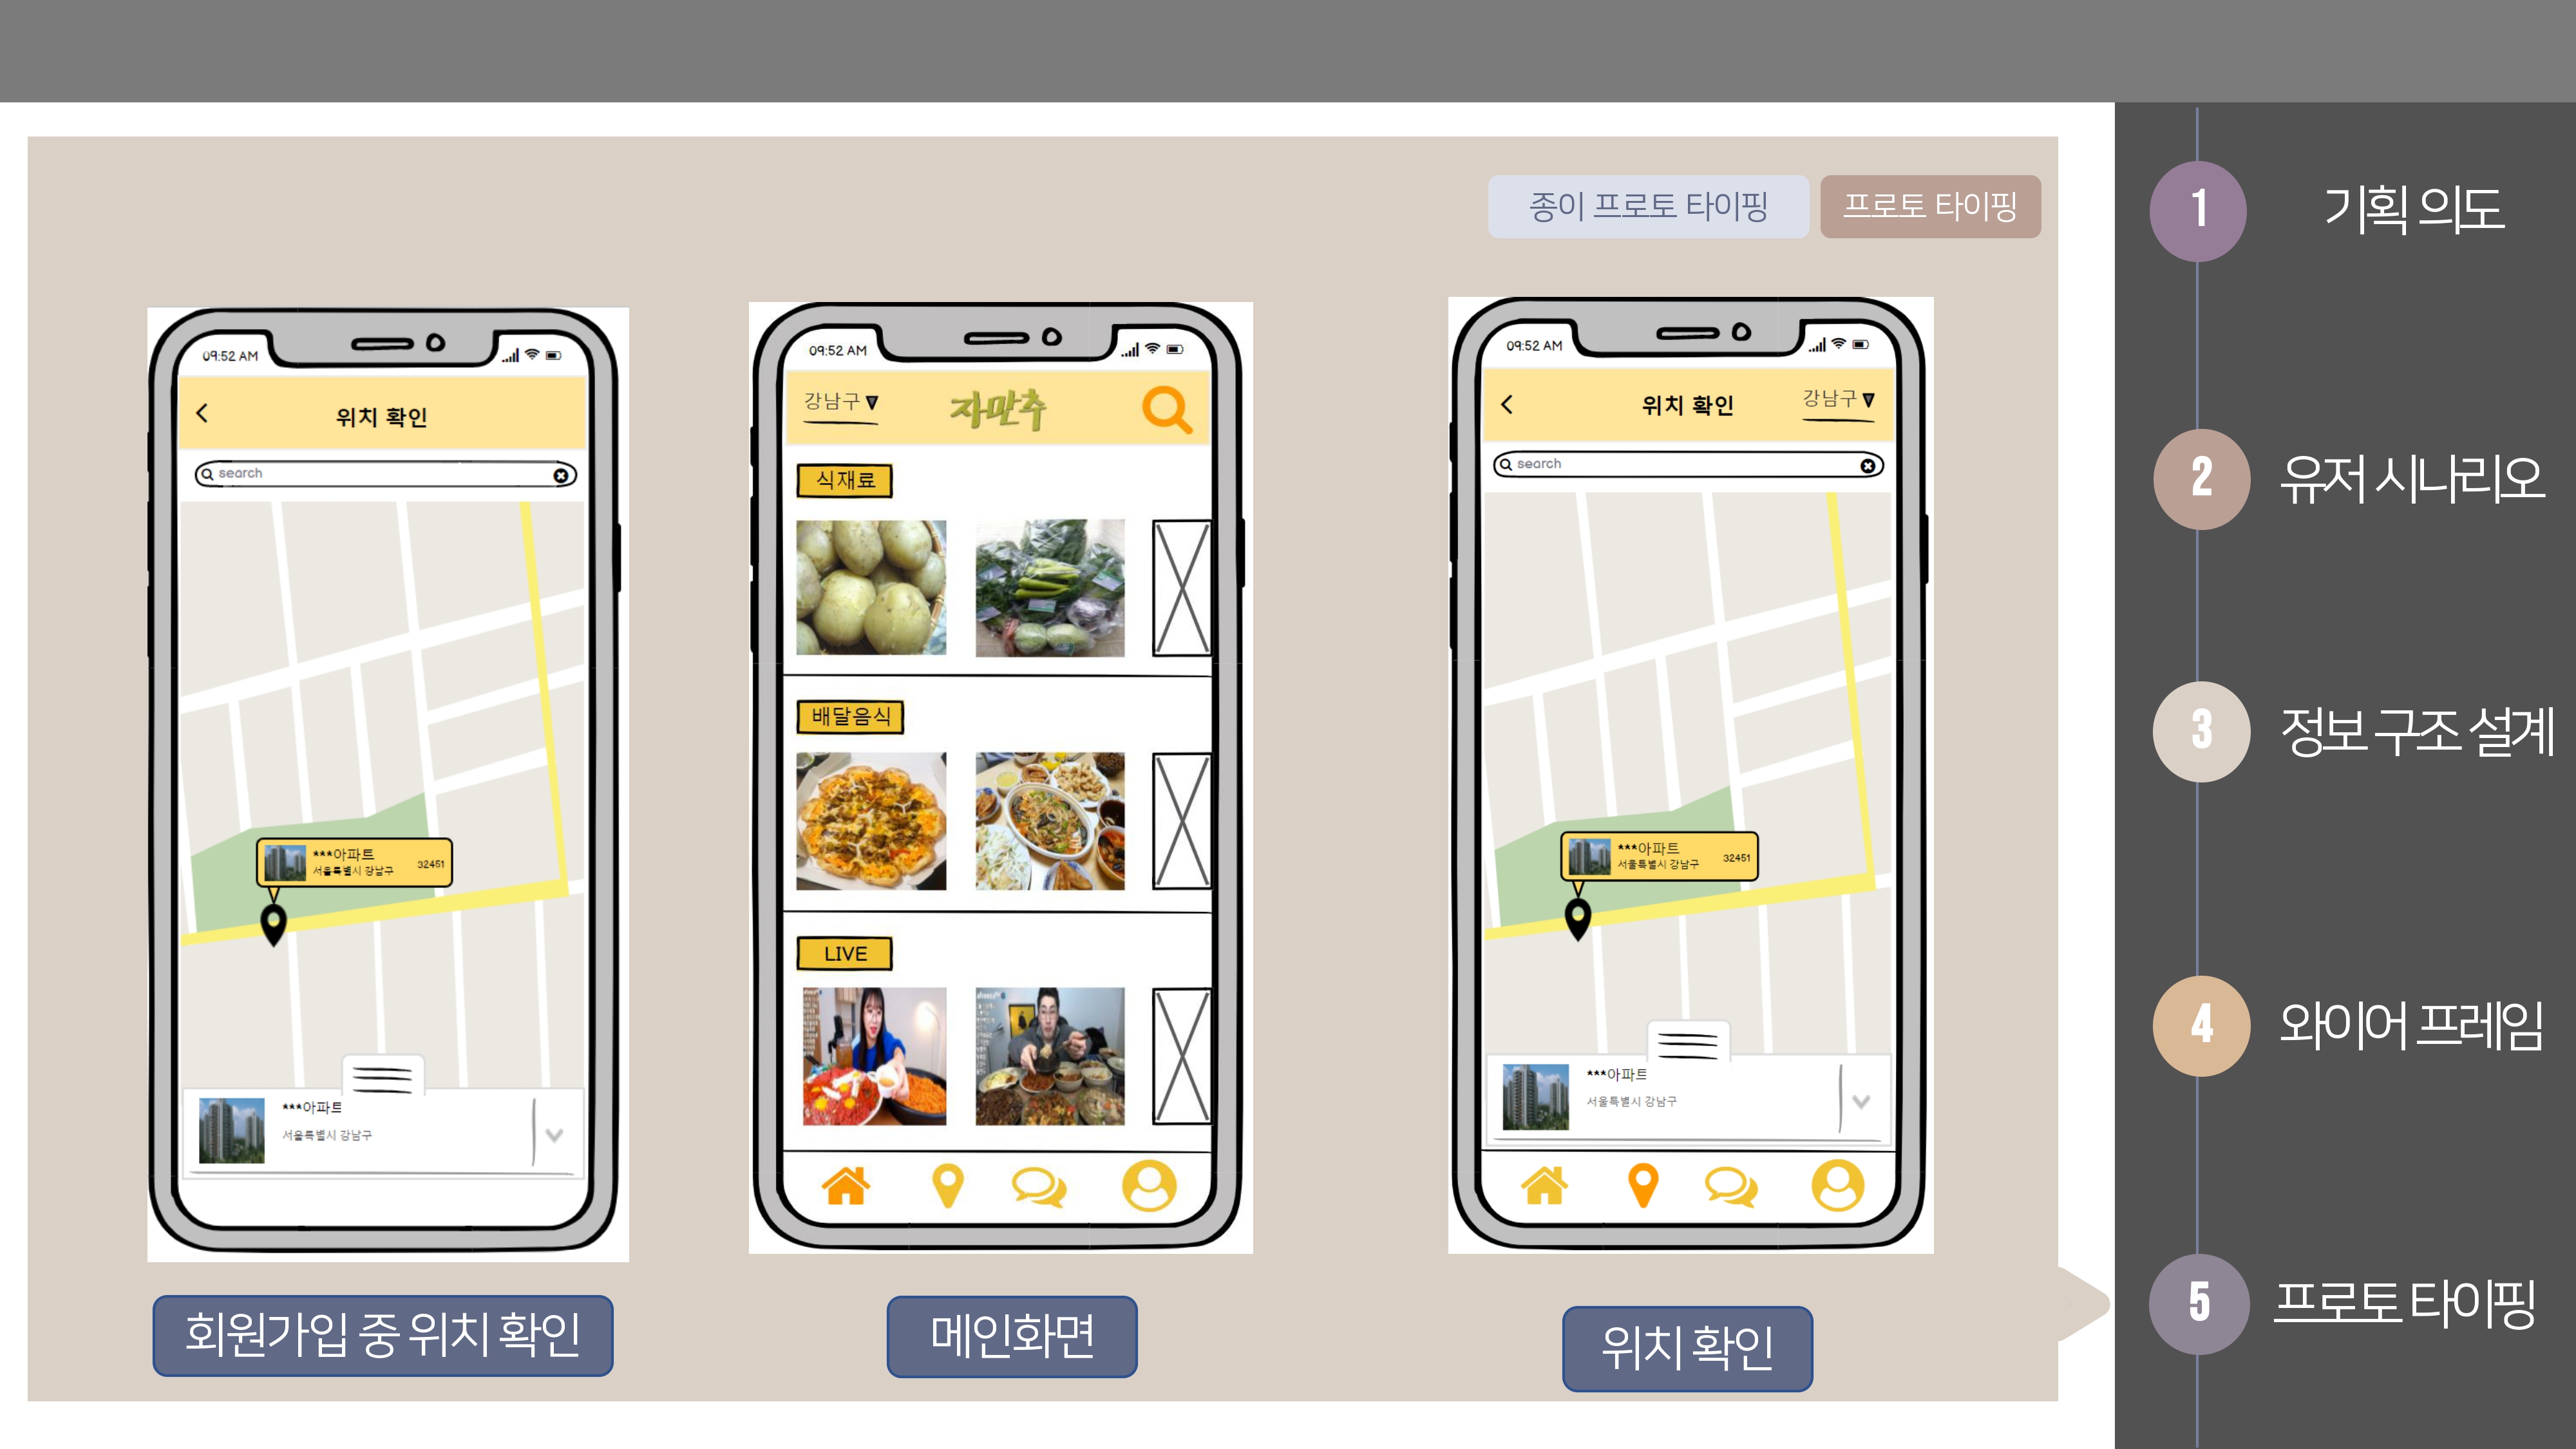 종이 프로토 타이핑
프로토 타이핑
09:52 AM
위치 확인
search
***아파트
서울특별시 강남구
32451
***아파트
서울특별시 강남구
회원가입 중 위치 확인
09:52 AM
강남구
자만추
식재료
배달음식
LIVE
메인화면
09:52 AM
위치 확인
강남구
search
***아파트
서울특별시 강남구
32451
***아파트
서울특별시 강남구
위치 확인
1 기획 의도
2 유저 시나리오
3 정보 구조 설계
4 와이어 프레임
5 프로토 타이핑